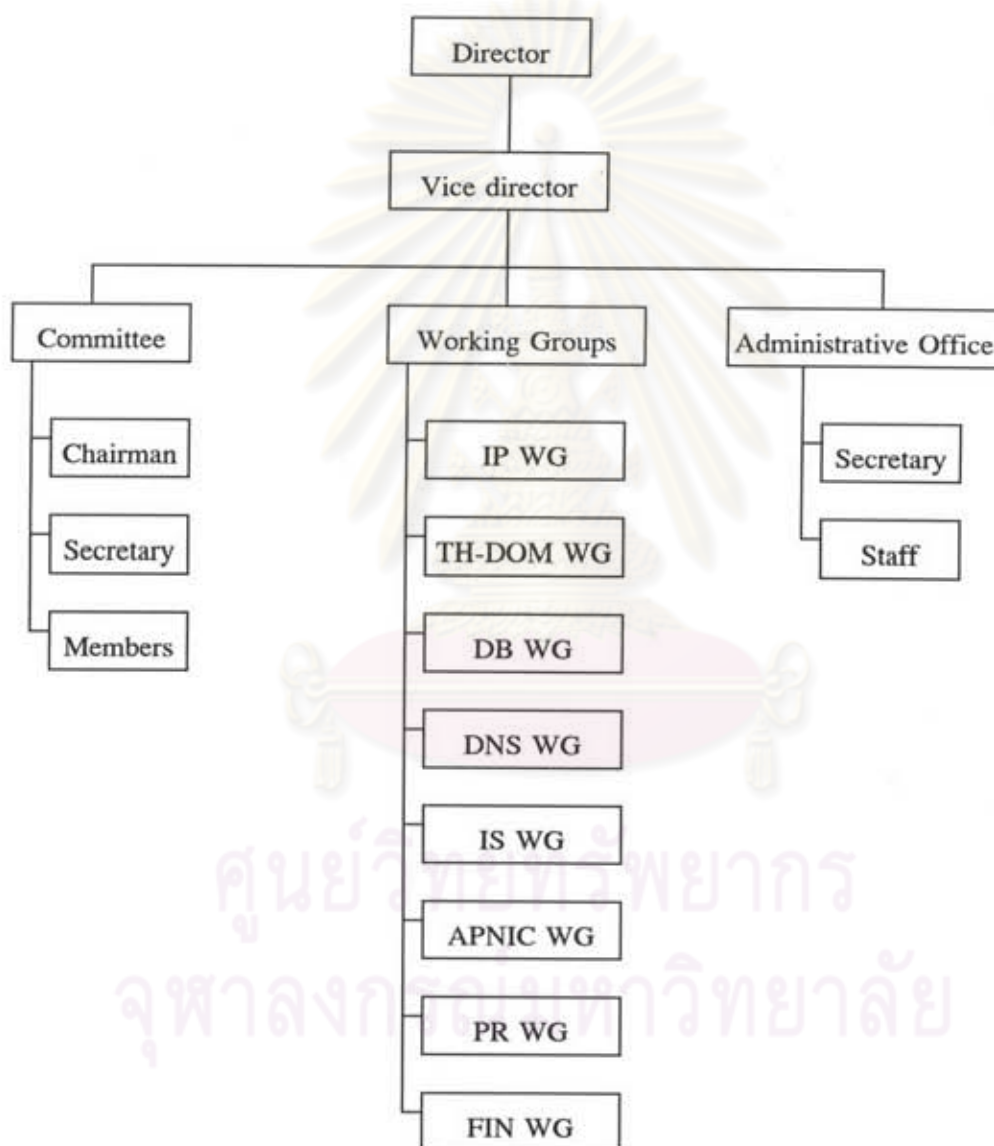 Director
Vice director
Committee
Working Groups
Administrative Office
Chairman
Secretary
Members
IP WG
TH-DOM WG
DB WG
DNS WG
IS WG
APNIC WG
PR WG
FIN WG
Secretary
Staff
ศูนย์วิทยทรัพยากร
จุฬาลงกรณ์มหาวิทยาลัย